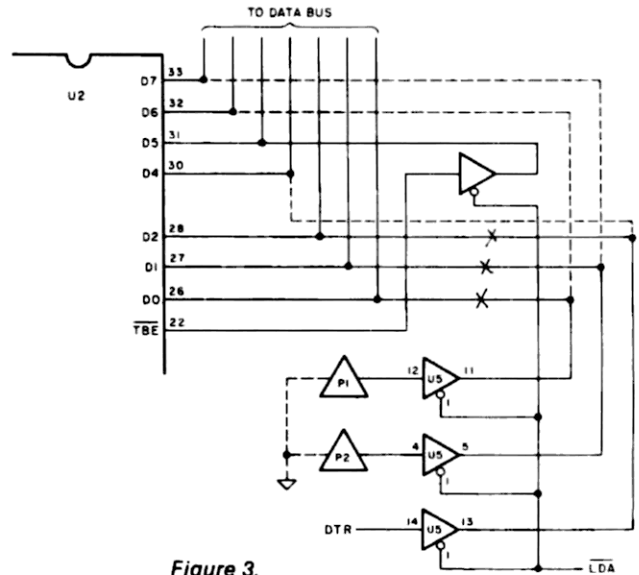 TO DATA BUS
U2
D7 33
D6 32
D5 31
D4 30
D2 28
D1 27
D0 26
TBE 22
P1 12 U5 11
1
P2 4 U5 5
1
DTR 14 U5 13
1
LDA
Figure 3.